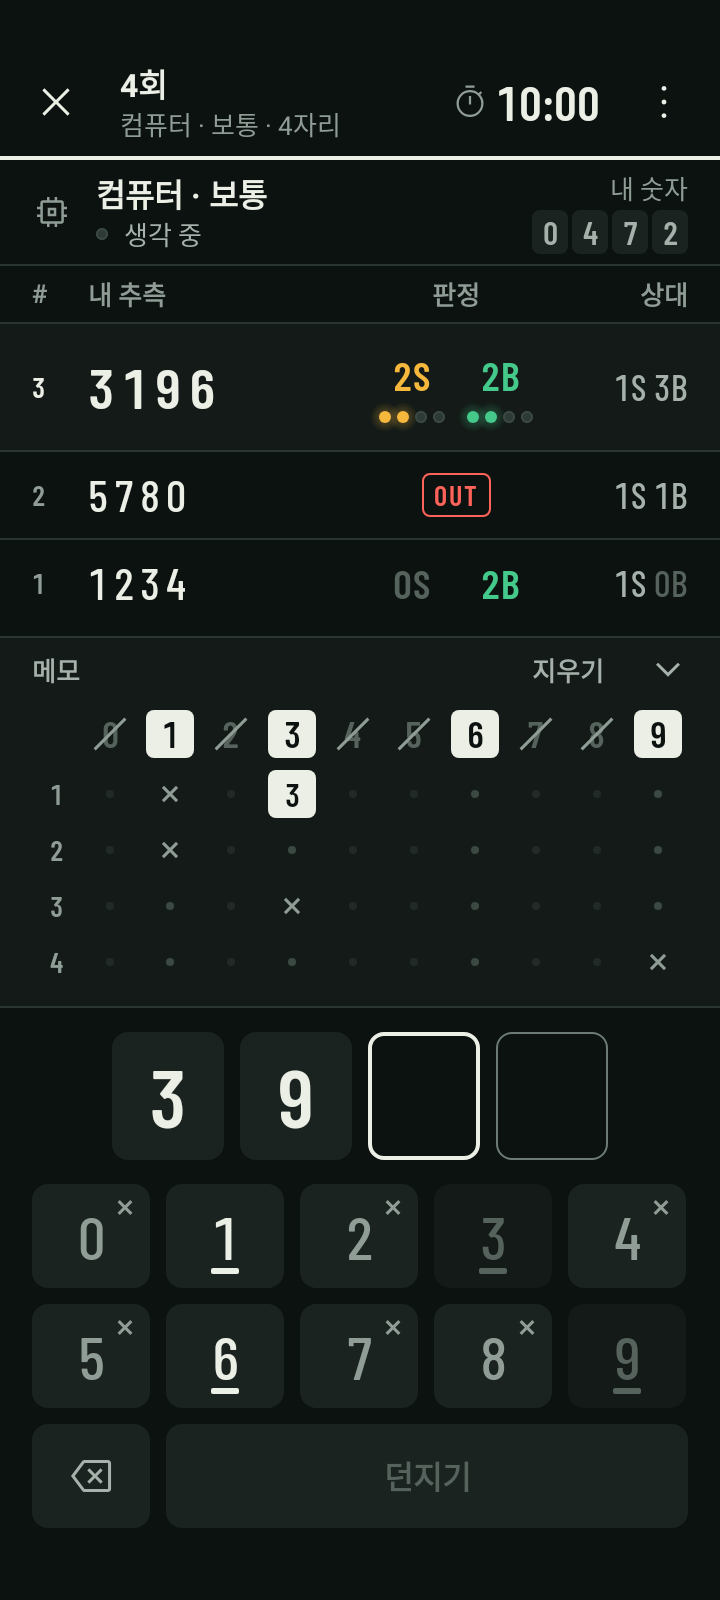 4회
컴퓨터 · 보통 · 4자리
10:00
컴퓨터 · 보통
생각 중
내 숫자
0 4 7 2
# 내 추측 판정 상대
3 3196 2S 2B 1S 3B
2 5780 OUT 1S 1B
1 1234 0S 2B 1S 0B
메모 지우기
0 1 2 3 4 5 6 7 8 9
1 × 3
2 ×
3 ×
4 ×
3 9
0 × 1 2 × 3 4 ×
5 × 6 7 × 8 × 9
던지기